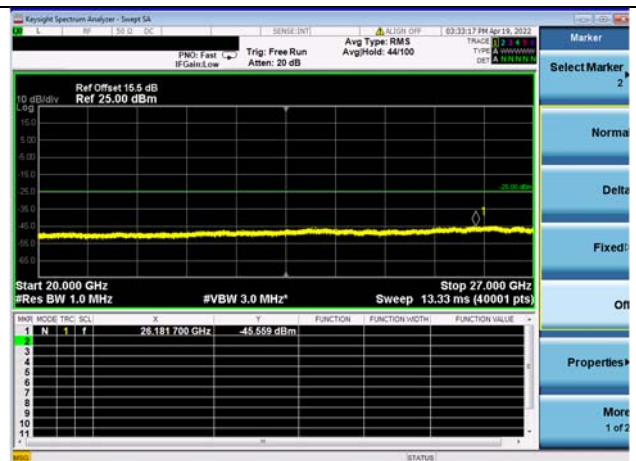 Keysight Spectrum Analyzer - Swept SA
L RF 50 Ω DC SENSE:INT ALIGN OFF 03:33:17 PM Apr 19, 2022
PNO: Fast Trig: Free Run Avg Type: RMS TRACE 1 2 3 4 5 6
IFGain:Low Atten: 20 dB Avg|Hold: 44/100 TYPE A WWWWW
DET A N N N N N
Ref Offset 15.5 dB
10 dB/div Ref 25.00 dBm
Log
15.0
5.00
-5.00
-15.0
-25.0 -25.00 dBm
-35.0
1
-45.0
-55.0
-65.0
Start 20.000 GHz Stop 27.000 GHz
#Res BW 1.0 MHz #VBW 3.0 MHz* Sweep 13.33 ms (40001 pts)
MKR MODE TRC SCL X Y FUNCTION FUNCTION WIDTH FUNCTION VALUE
1 N 1 f 26.181 700 GHz -45.559 dBm
2
3
4
5
6
7
8
9
10
11
MSG STATUS
Marker
Select Marker
2
Normal
Delta
Fixed
Off
Properties
More
1 of 2